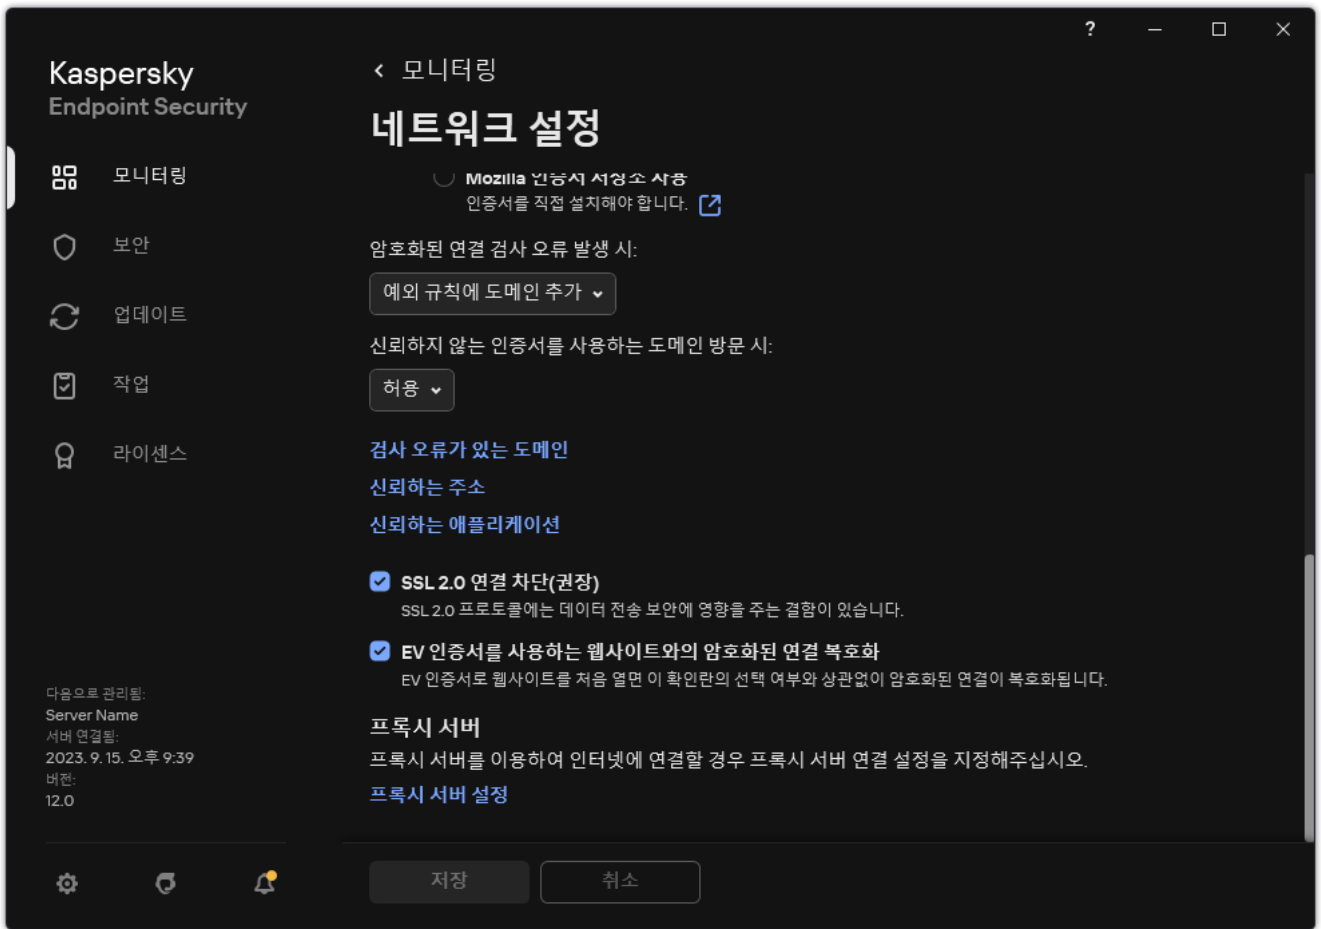 ?
Kaspersky
Endpoint Security
모니터링
보안
업데이트
작업
라이센스
다음으로 관리됨:
Server Name
서버 연결됨:
2023. 9. 15. 오후 9:39
버전:
12.0
모니터링
네트워크 설정
Mozilla 인증서 저장소 사용
인증서를 직접 설치해야 합니다.
암호화된 연결 검사 오류 발생 시:
예외 규칙에 도메인 추가
신뢰하지 않는 인증서를 사용하는 도메인 방문 시:
허용
검사 오류가 있는 도메인
신뢰하는 주소
신뢰하는 애플리케이션
SSL 2.0 연결 차단(권장)
SSL 2.0 프로토콜에는 데이터 전송 보안에 영향을 주는 결함이 있습니다.
EV 인증서를 사용하는 웹사이트와의 암호화된 연결 복호화
EV 인증서로 웹사이트를 처음 열면 이 확인란의 선택 여부와 상관없이 암호화된 연결이 복호화됩니다.
프록시 서버
프록시 서버를 이용하여 인터넷에 연결할 경우 프록시 서버 연결 설정을 지정해주십시오.
프록시 서버 설정
저장
취소